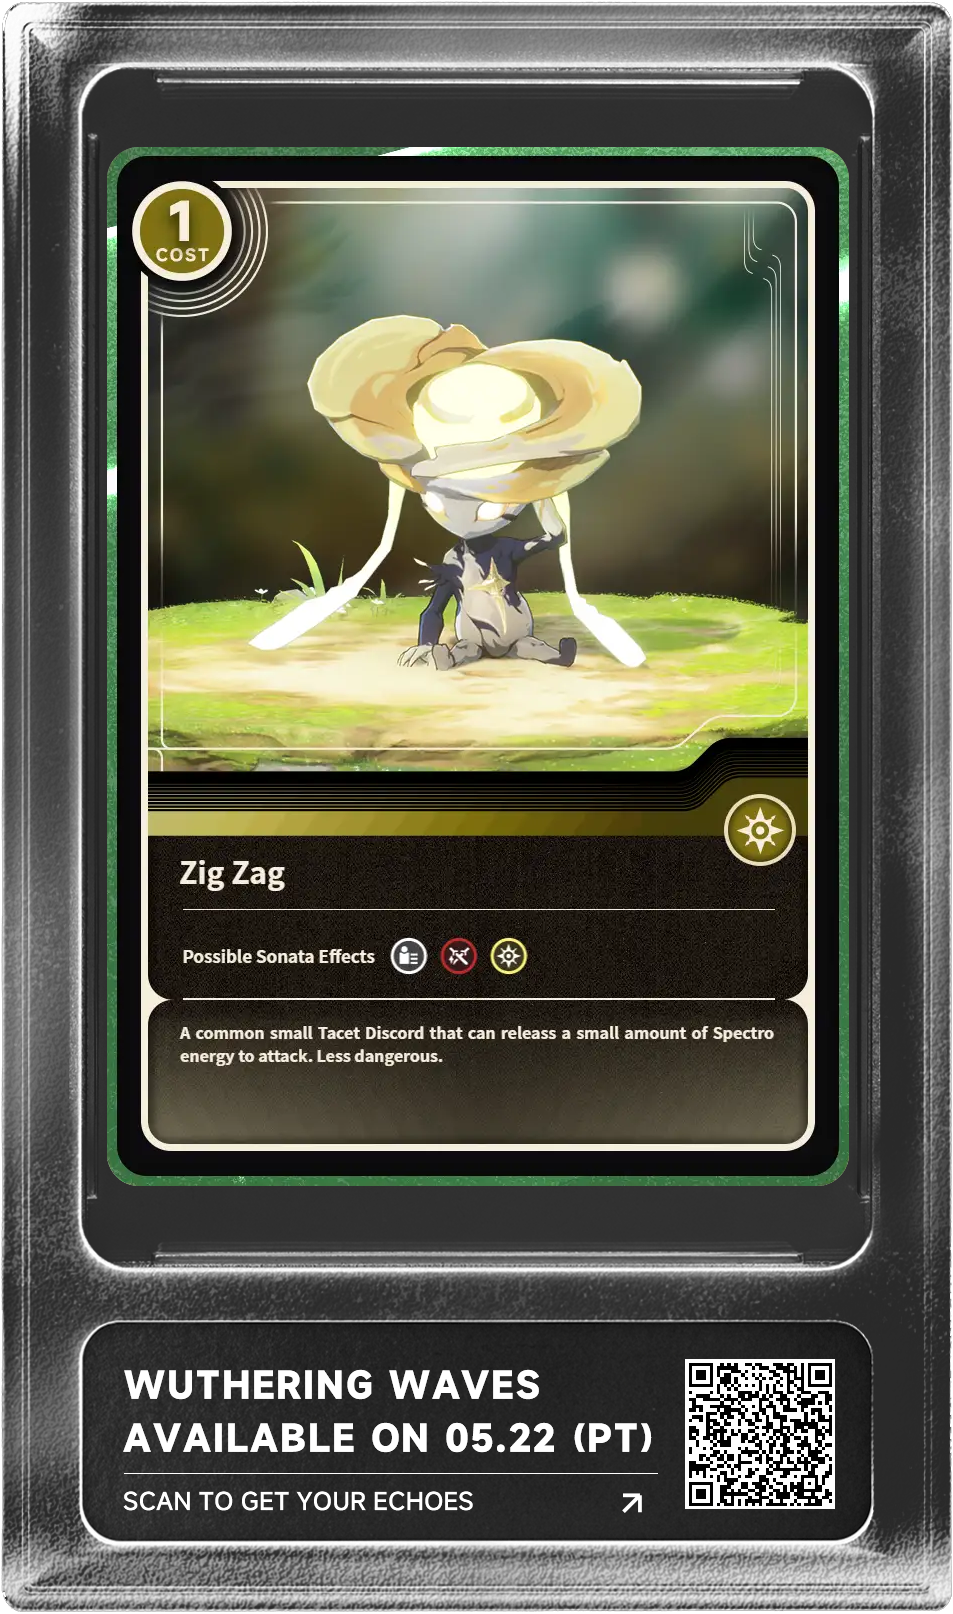 1
COST
Zig Zag
Possible Sonata Effects
A common small Tacet Discord that can releass a small amount of Spectro
energy to attack. Less dangerous.
WUTHERING WAVES
AVAILABLE ON 05.22 (PT)
SCAN TO GET YOUR ECHOES